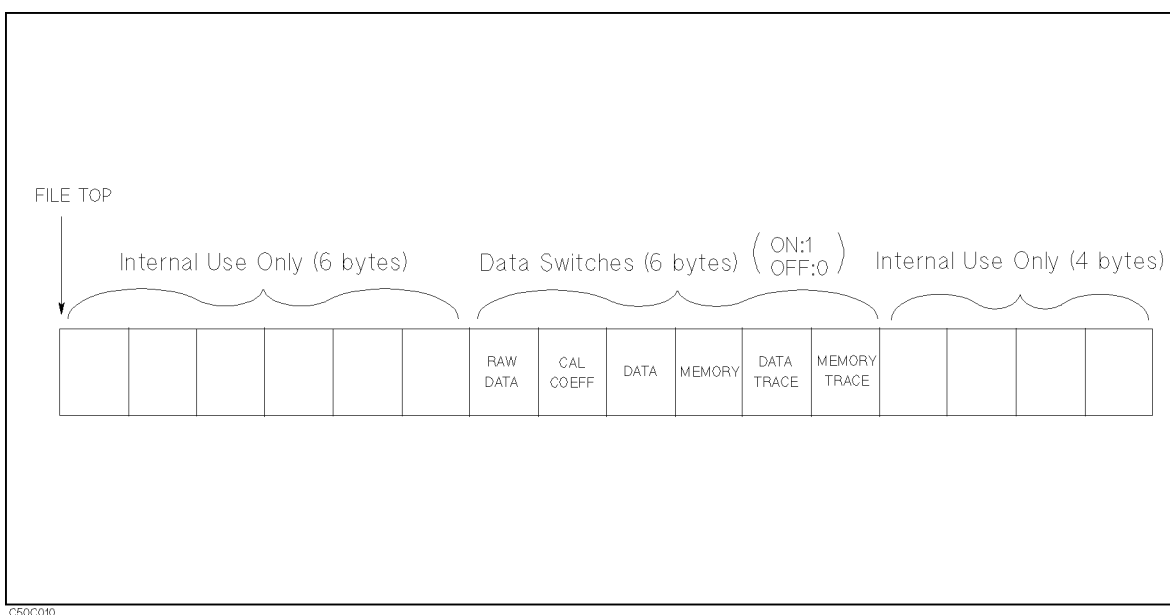 FILE TOP
Internal Use Only (6 bytes)
Data Switches (6 bytes) ( ON:1
OFF:0 )
Internal Use Only (4 bytes)
RAW
DATA
CAL
COEFF
DATA
MEMORY
DATA
TRACE
MEMORY
TRACE
C50C010